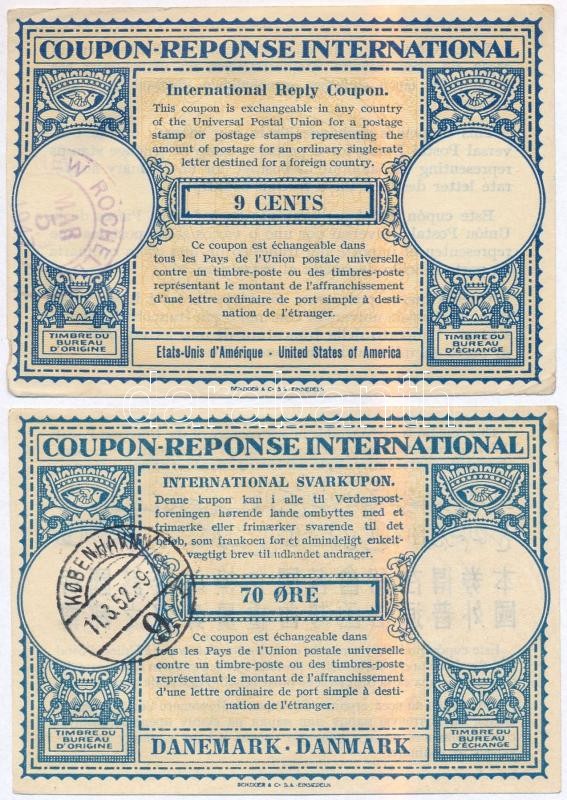 COUPON-REPONSE INTERNATIONAL
International Reply Coupon.
This coupon is exchangeable in any country
of the Universal Postal Union for a postage
stamp or postage stamps representing the
amount of postage for an ordinary single-rate
letter destined for a foreign country.
W ROCHEL
MAR
5
9 CENTS
Ce coupon est échangeable dans
tous les Pays de l'Union postale universelle
contre un timbre-poste ou des timbres-poste
représentant le montant de l'affranchissement
d'une lettre ordinaire de port simple à desti-
nation de l'étranger.
TIMBRE DU
BUREAU
D'ORIGINE
TIMBRE DU
BUREAU
D'ÉCHANGE
Etats-Unis d'Amérique - United States of America
BENZIGER & Co S.A. EINSIEDELN
darabanth
COUPON-REPONSE INTERNATIONAL
INTERNATIONAL SVARKUPON.
Denne kupon kan i alle til Verdenspost-
foreningen hørende lande ombyttes med et
frimærke eller frimærker svarende til det
beløb, som frankoen for et almindeligt enkelt-
vægtigt brev til udlandet andrager.
KØBENHAVN
11.3.52.-9-
70 ØRE
Ce coupon est échangeable dans
tous les Pays de l'Union postale universelle
contre un timbre-poste ou des timbres-poste
représentant le montant de l'affranchissement
d'une lettre ordinaire de port simple à desti-
nation de l'étranger.
TIMBRE DU
BUREAU
D'ORIGINE
TIMBRE DU
BUREAU
D'ÉCHANGE
DANEMARK - DANMARK
BENZIGER & Co S.A. EINSIEDELN